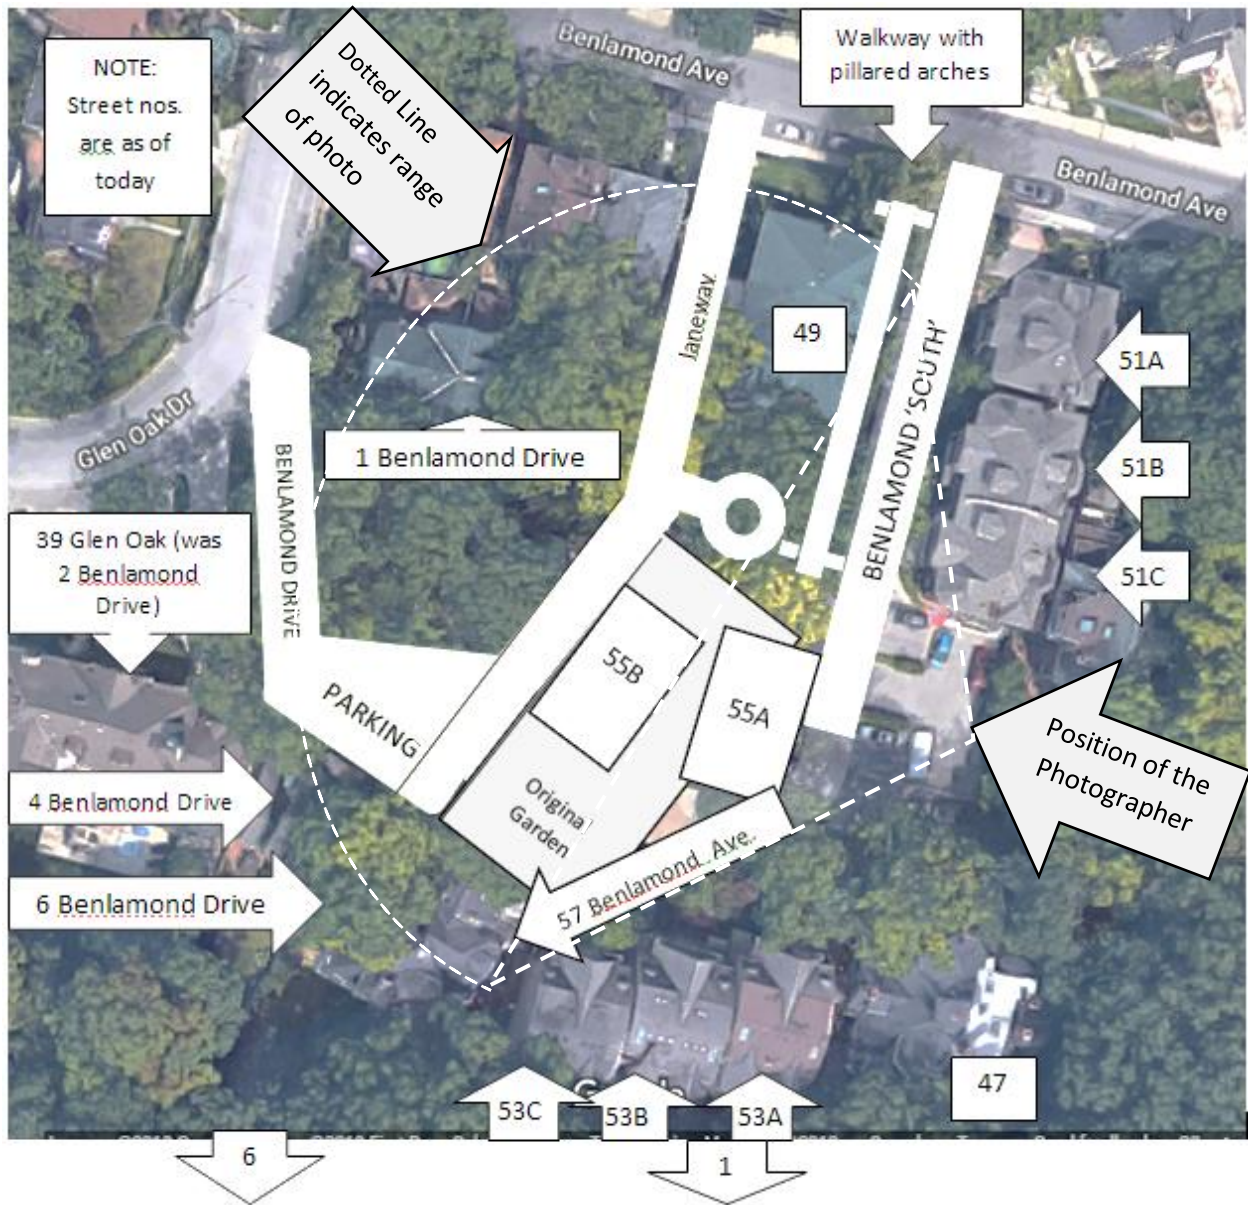 NOTE:
Street nos.
are as of
today
Dotted Line
indicates range
of photo
Benlamond Ave
Walkway with
pillared arches
Benlamond Ave
Glen Oak Dr
Janeway
49
BENLAMOND 'SOUTH'
51A
51B
51C
1 Benlamond Drive
BENLAMOND DRIVE
39 Glen Oak (was
2 Benlamond
Drive)
PARKING
55B
55A
Original
Garden
Position of the
Photographer
4 Benlamond Drive
6 Benlamond Drive
57 Benlamond Ave.
47
53C
53B
53A
6
1